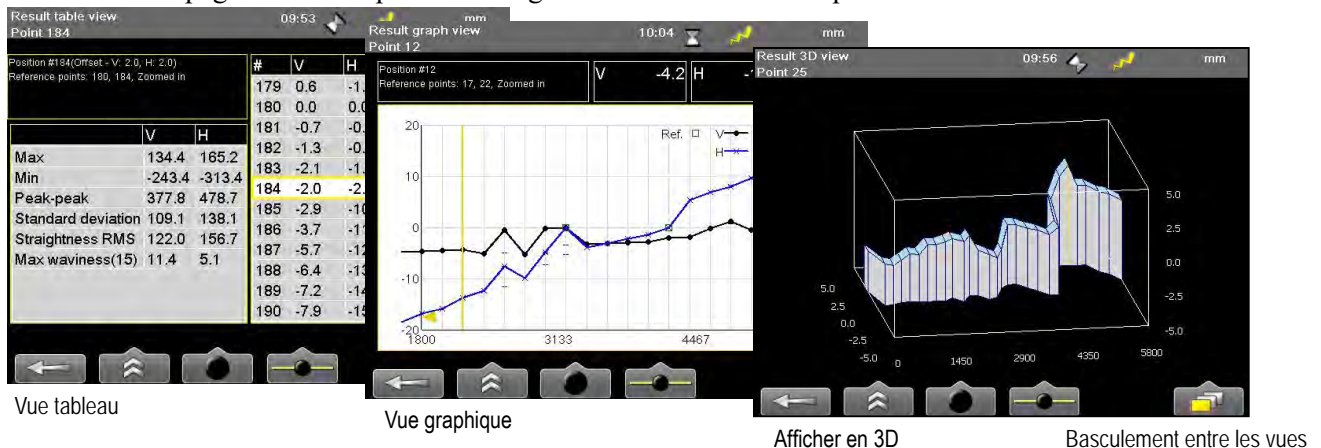 Result table view
09:53
mm
Point 184
Position #184(Offset - V: 2.0, H: 2.0)
Reference points: 180, 184, Zoomed in
V H
Max 134.4 165.2
Min -243.4 -313.4
Peak-peak 377.8 478.7
Standard deviation 109.1 138.1
Straightness RMS 122.0 156.7
Max waviness(15) 11.4 5.1
# V H
179 0.6
180 0.0
181 -0.7
182 -1.3
183 -2.1
184 -2.0
185 -2.9
186 -3.7
187 -5.7
188 -6.4
189 -7.2
190 -7.9
Vue tableau
Result graph view
10:04
mm
Point 12
Position #12
Reference points: 17, 22, Zoomed in
V -4.2 H
Ref. V
H
20
10
0
-10
-20
1800 3133 4467
Vue graphique
Result 3D view
09:56
mm
Point 25
5.0
2.5
0.0
-2.5
-5.0
5.0
2.5
0.0
-2.5
-5.0
0 1450 2900 4350 5800
Afficher en 3D
Basculement entre les vues